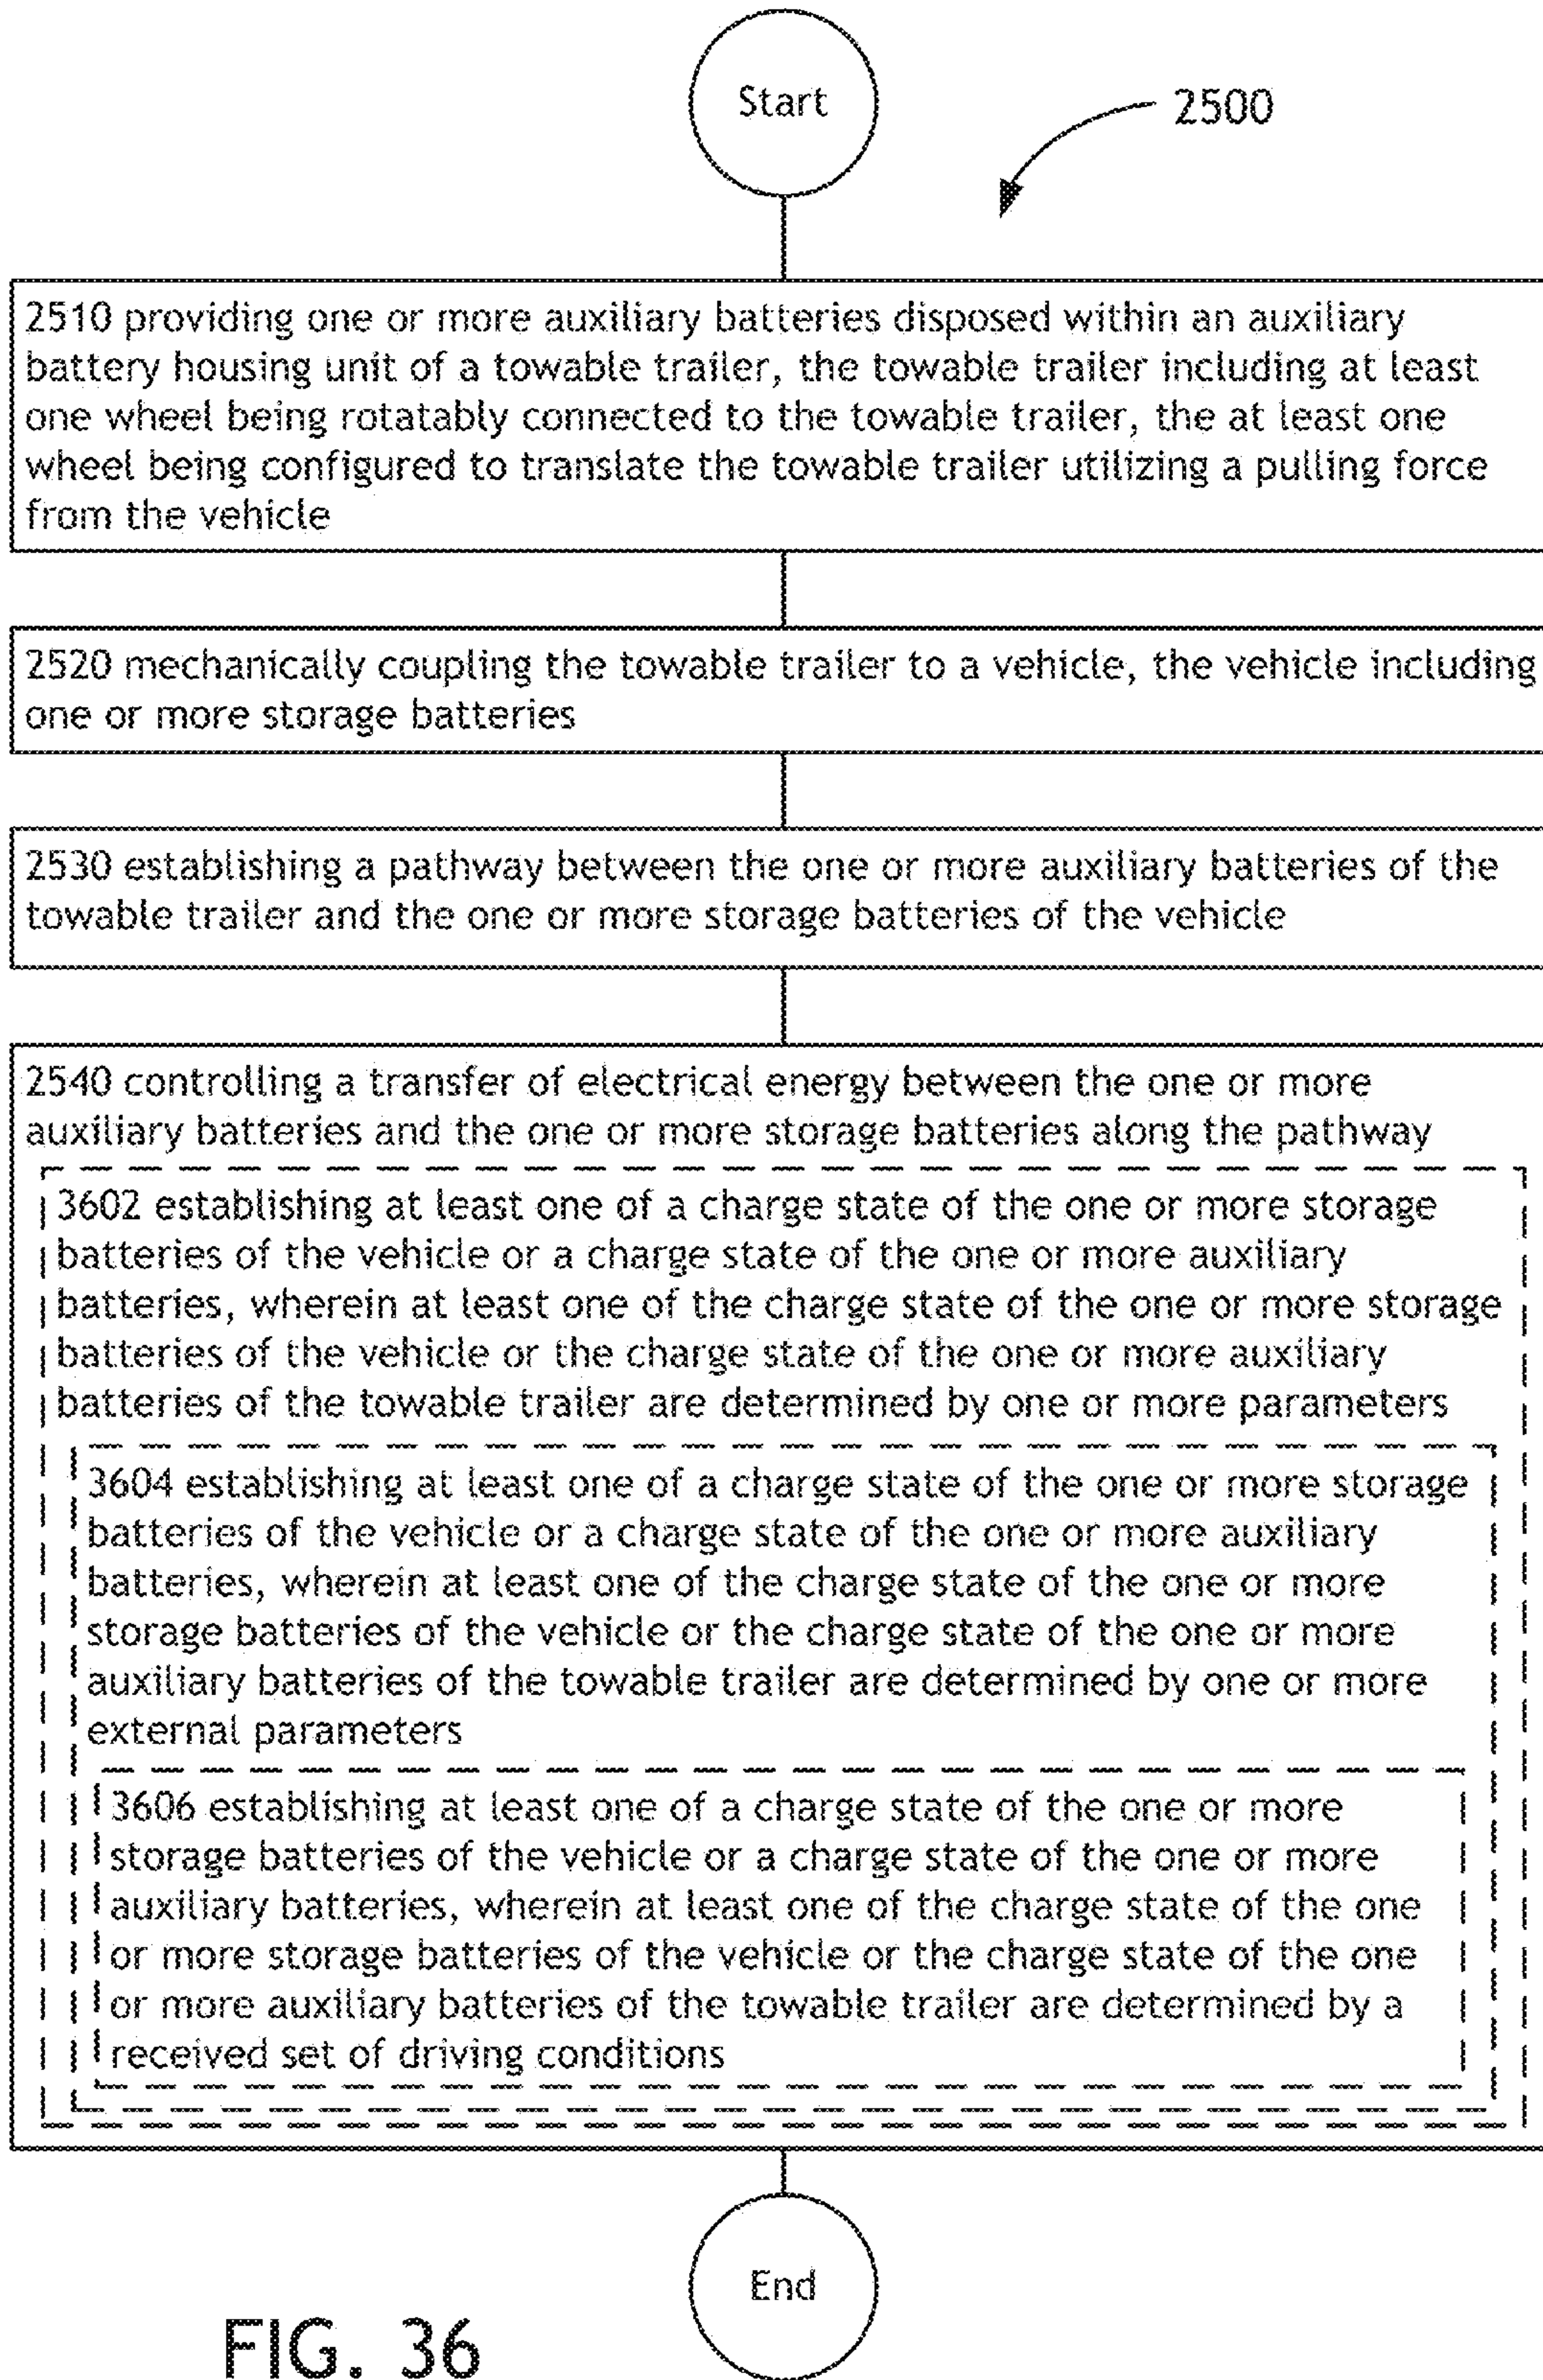 Start
2500
2510 providing one or more auxiliary batteries disposed within an auxiliary
battery housing unit of a towable trailer, the towable trailer including at least
one wheel being rotatably connected to the towable trailer, the at least one
wheel being configured to translate the towable trailer utilizing a pulling force
from the vehicle
2520 mechanically coupling the towable trailer to a vehicle, the vehicle including
one or more storage batteries
2530 establishing a pathway between the one or more auxiliary batteries of the
towable trailer and the one or more storage batteries of the vehicle
2540 controlling a transfer of electrical energy between the one or more
auxiliary batteries and the one or more storage batteries along the pathway
3602 establishing at least one of a charge state of the one or more storage
batteries of the vehicle or a charge state of the one or more auxiliary
batteries, wherein at least one of the charge state of the one or more storage
batteries of the vehicle or the charge state of the one or more auxiliary
batteries of the towable trailer are determined by one or more parameters
3604 establishing at least one of a charge state of the one or more storage
batteries of the vehicle or a charge state of the one or more auxiliary
batteries, wherein at least one of the charge state of the one or more
storage batteries of the vehicle or the charge state of the one or more
auxiliary batteries of the towable trailer are determined by one or more
external parameters
3606 establishing at least one of a charge state of the one or more
storage batteries of the vehicle or a charge state of the one or more
auxiliary batteries, wherein at least one of the charge state of the one
or more storage batteries of the vehicle or the charge state of the one
or more auxiliary batteries of the towable trailer are determined by a
received set of driving conditions
End
FIG. 36